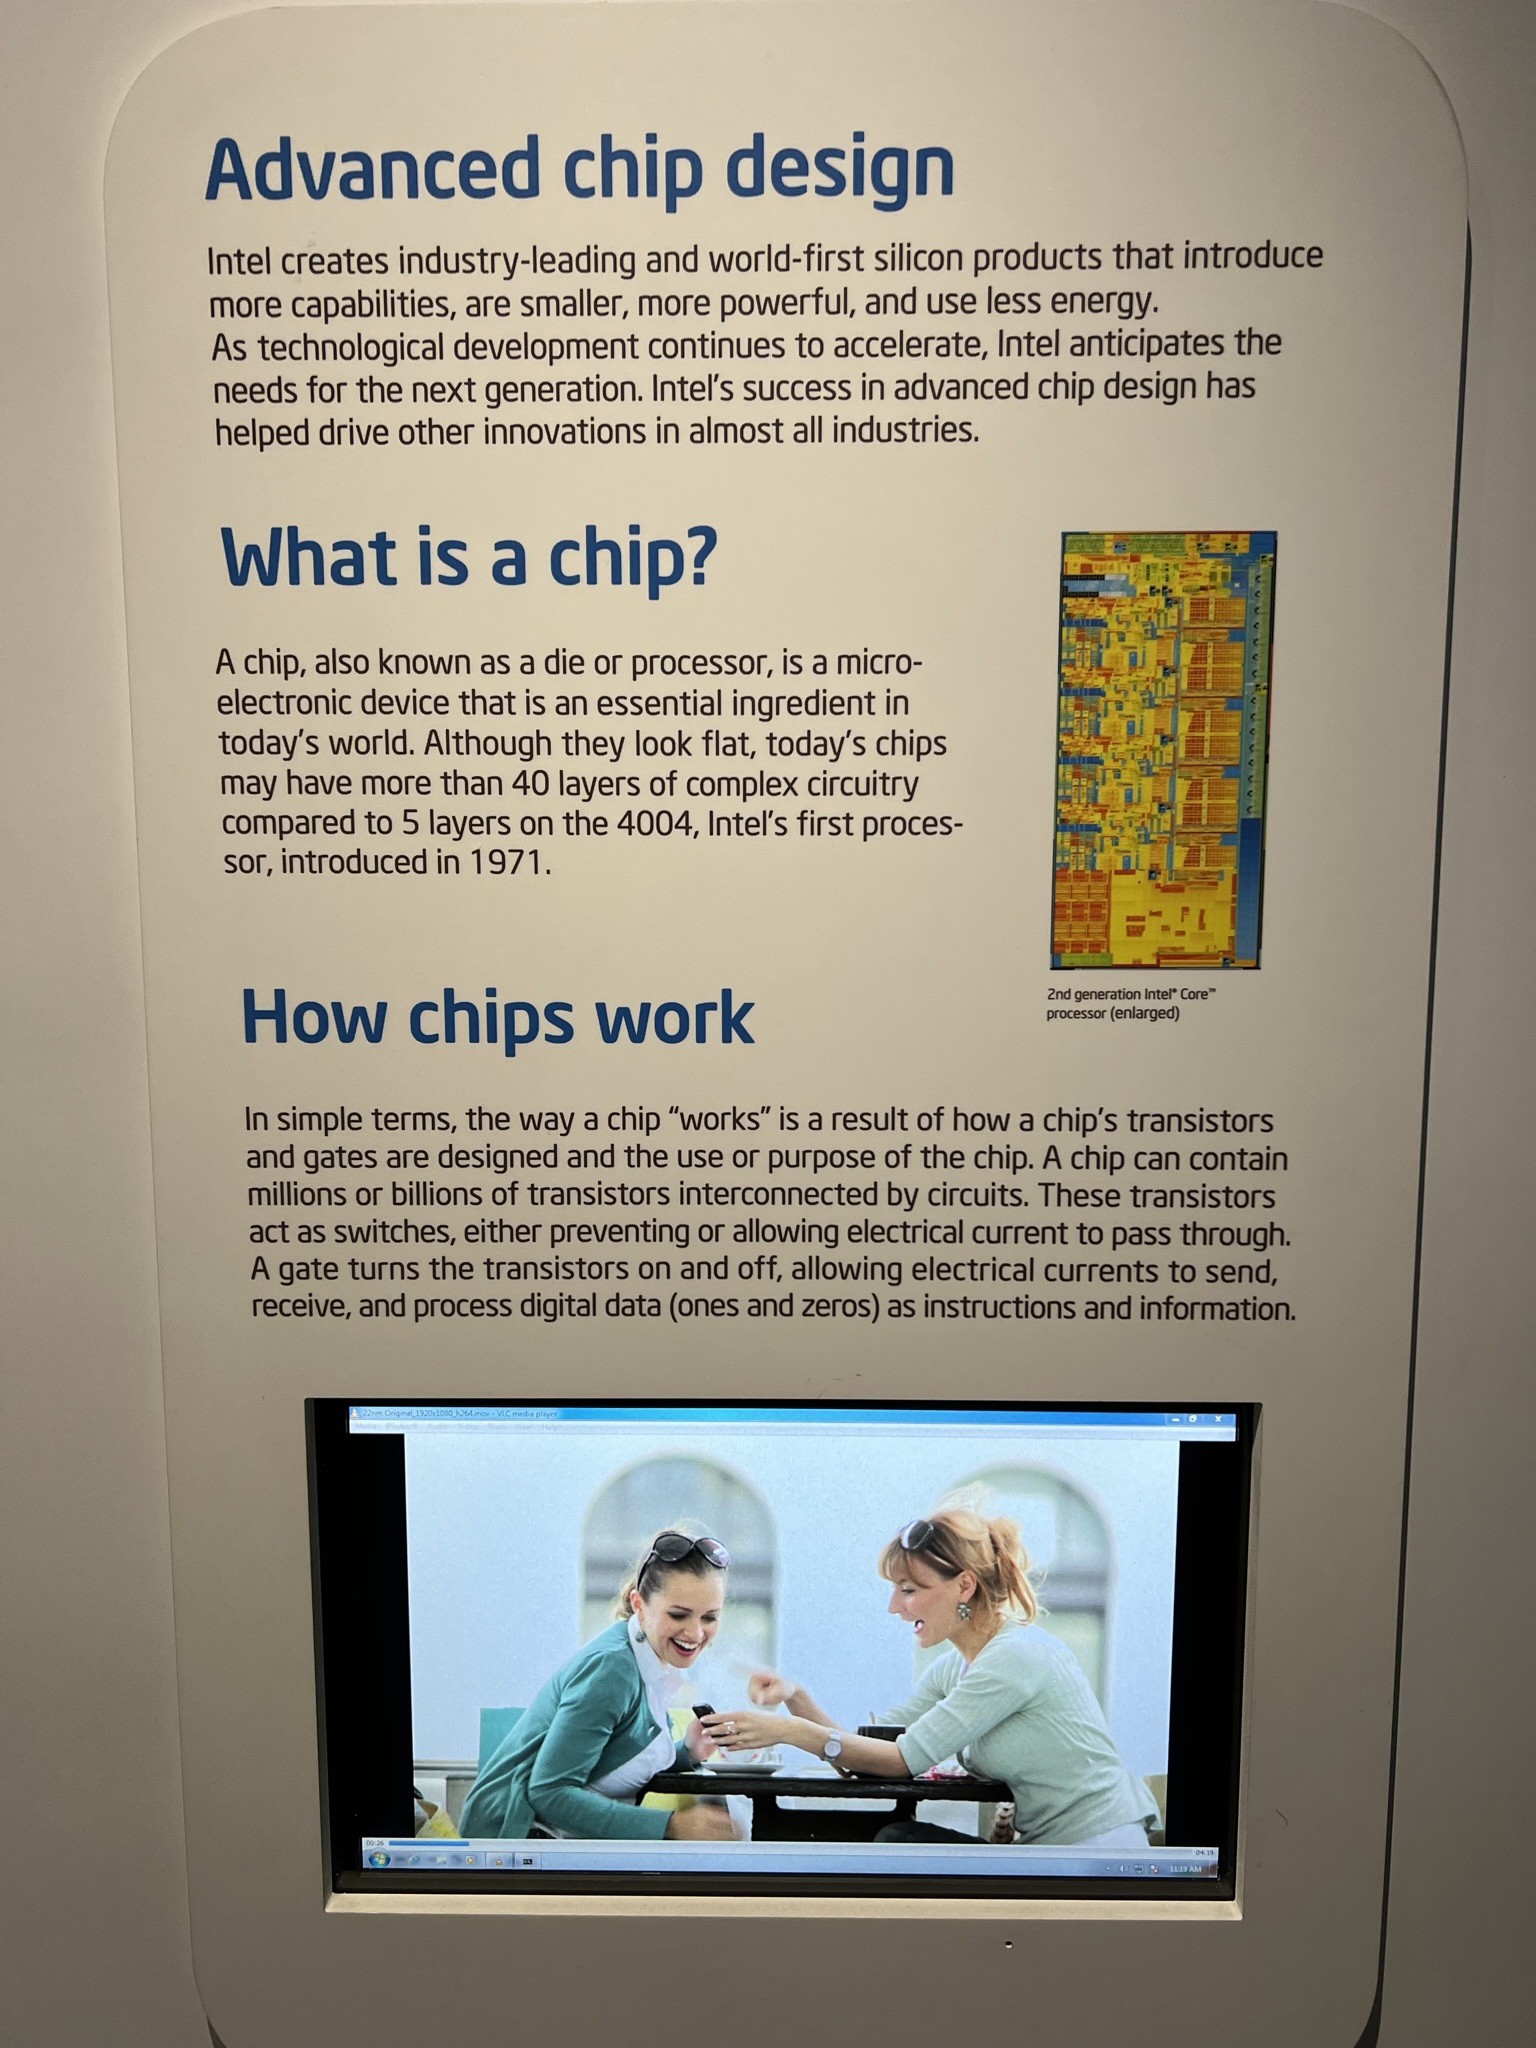 Advanced chip design
Intel creates industry-leading and world-first silicon products that introduce
more capabilities, are smaller, more powerful, and use less energy.
As technological development continues to accelerate, Intel anticipates the
needs for the next generation. Intel's success in advanced chip design has
helped drive other innovations in almost all industries.
What is a chip?
A chip, also known as a die or processor, is a micro-
electronic device that is an essential ingredient in
today's world. Although they look flat, today's chips
may have more than 40 layers of complex circuitry
compared to 5 layers on the 4004, Intel's first proces-
sor, introduced in 1971.
2nd generation Intel® Core™
processor (enlarged)
How chips work
In simple terms, the way a chip “works” is a result of how a chip's transistors
and gates are designed and the use or purpose of the chip. A chip can contain
millions or billions of transistors interconnected by circuits. These transistors
act as switches, either preventing or allowing electrical current to pass through.
A gate turns the transistors on and off, allowing electrical currents to send,
receive, and process digital data (ones and zeros) as instructions and information.
22nm Original_1920x1080_h264.mov - VLC media player
Media Playback Audio Video Tools View Help
00:26
04:19
11:19 AM